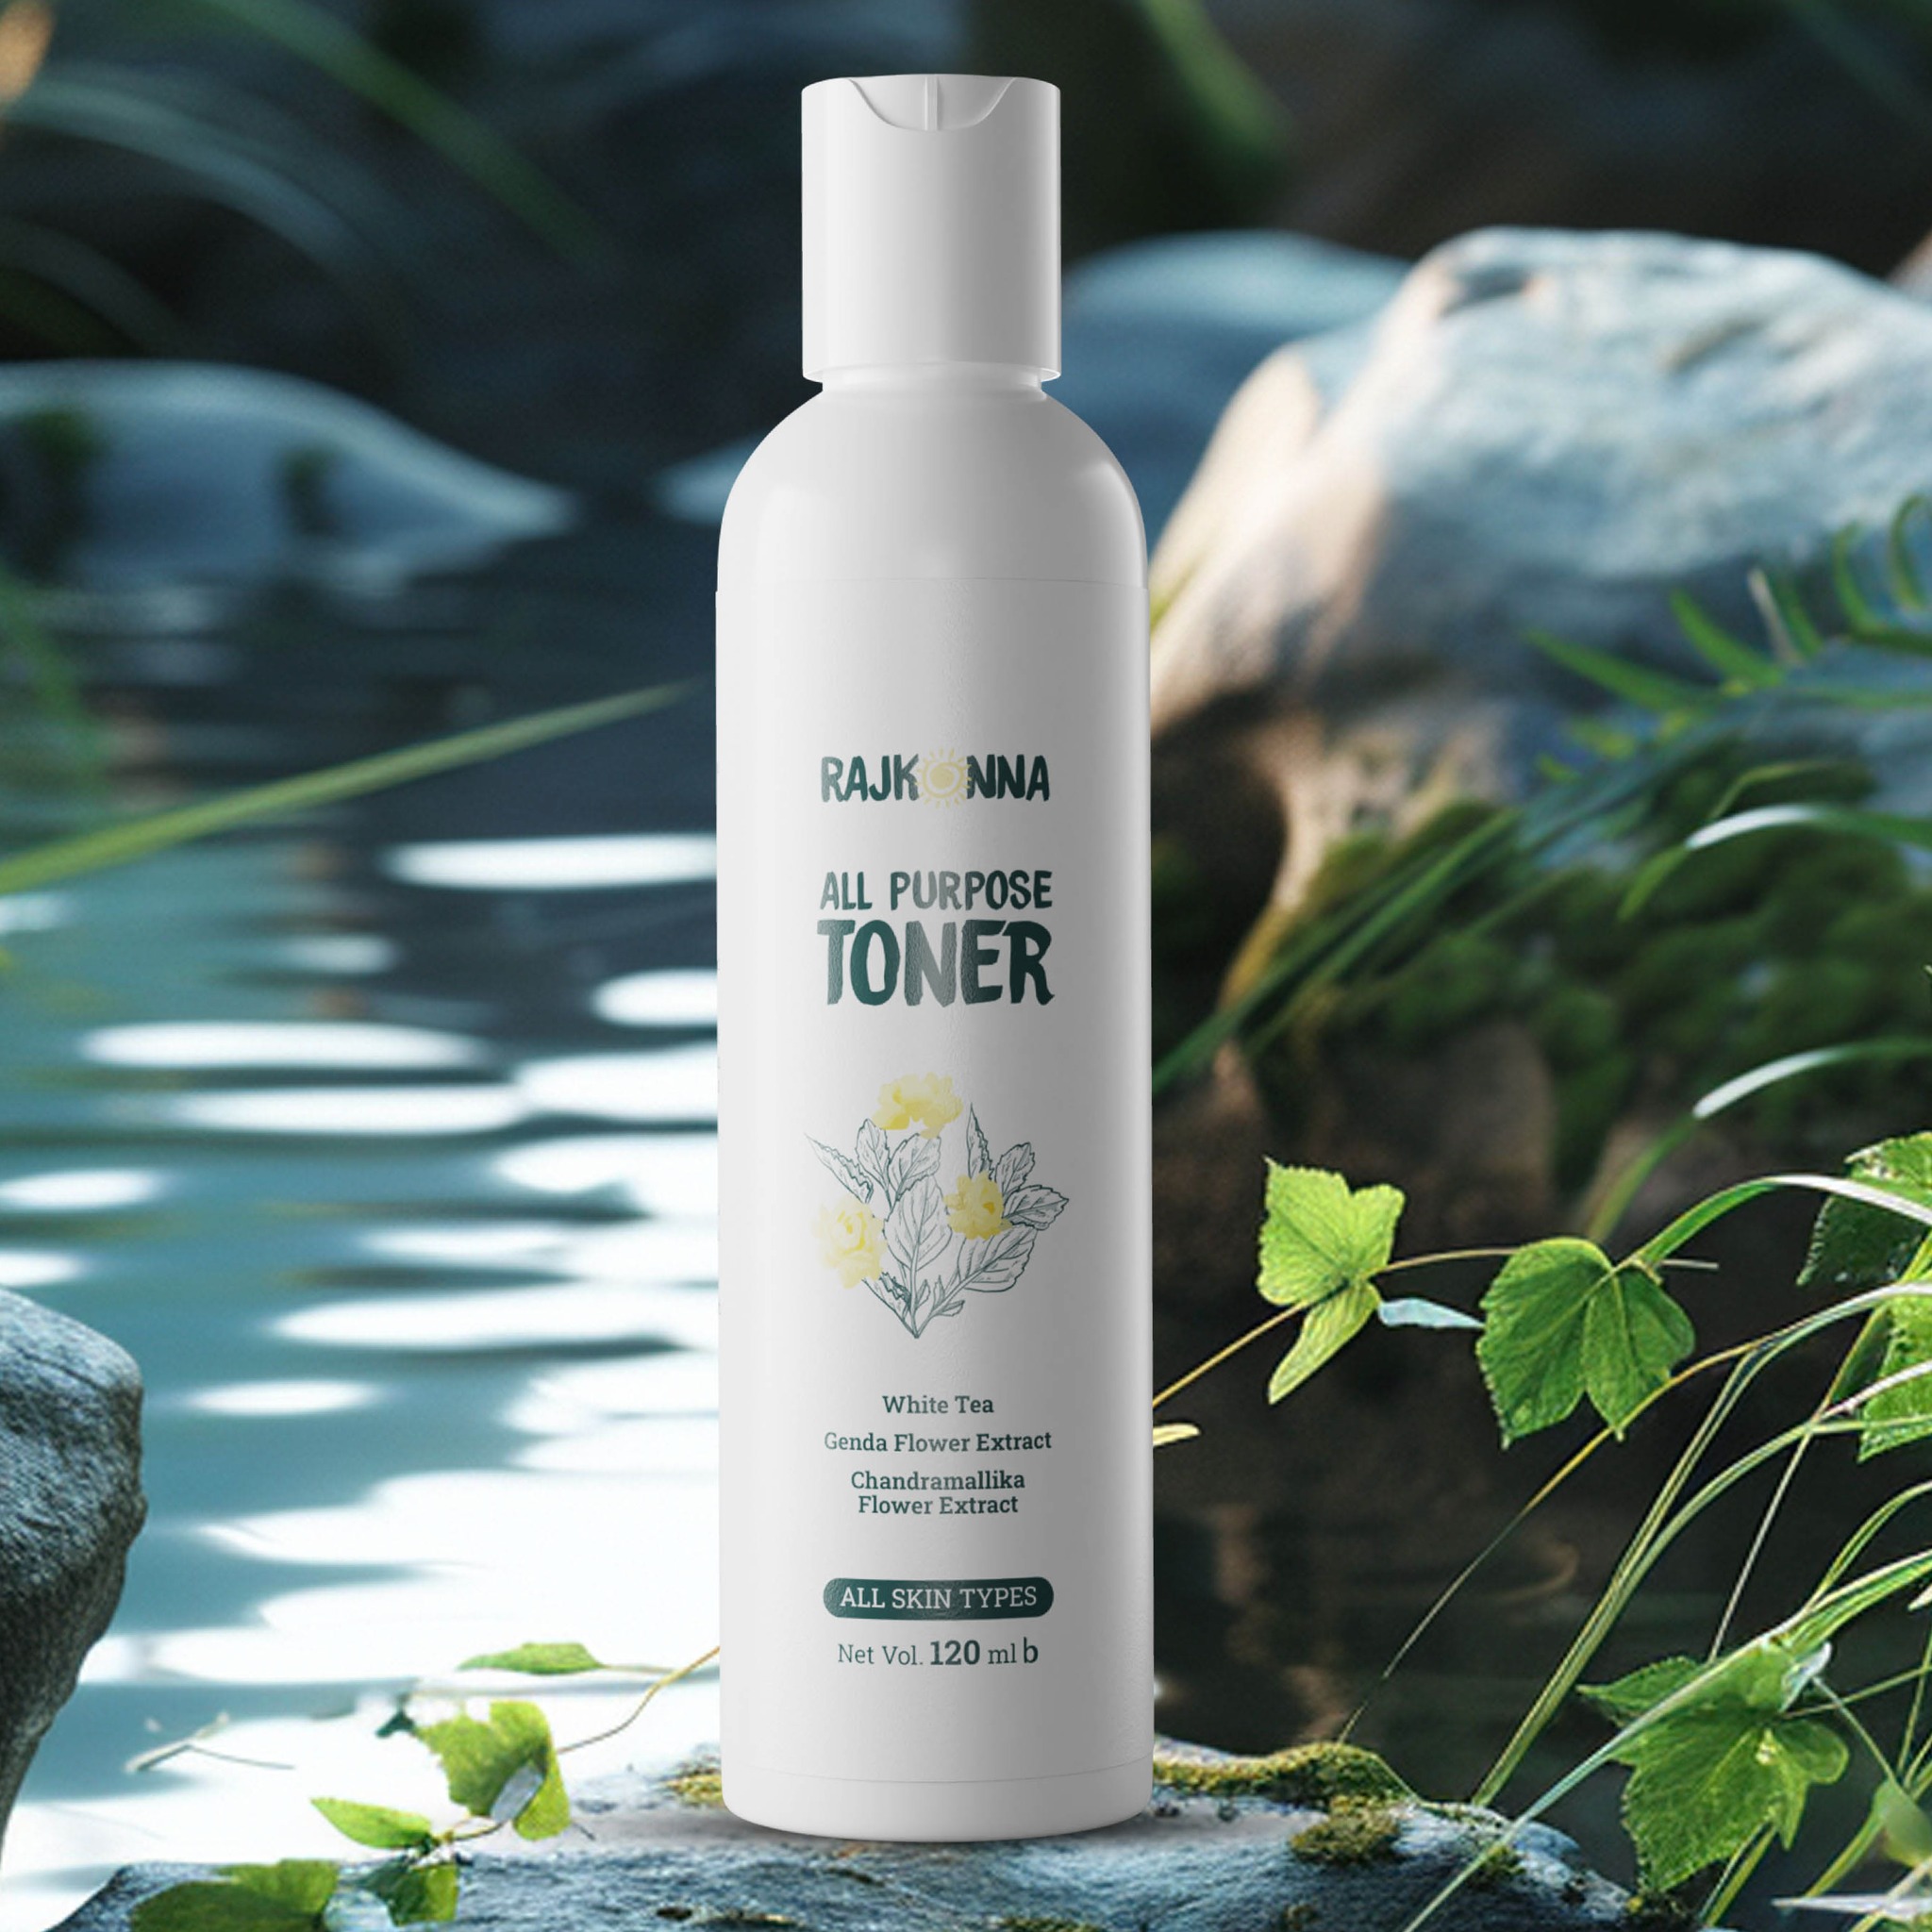 RAJKONNA
ALL PURPOSE
TONER
White Tea
Genda Flower Extract
Chandramallika
Flower Extract
ALL SKIN TYPES
Net Vol. 120 ml b